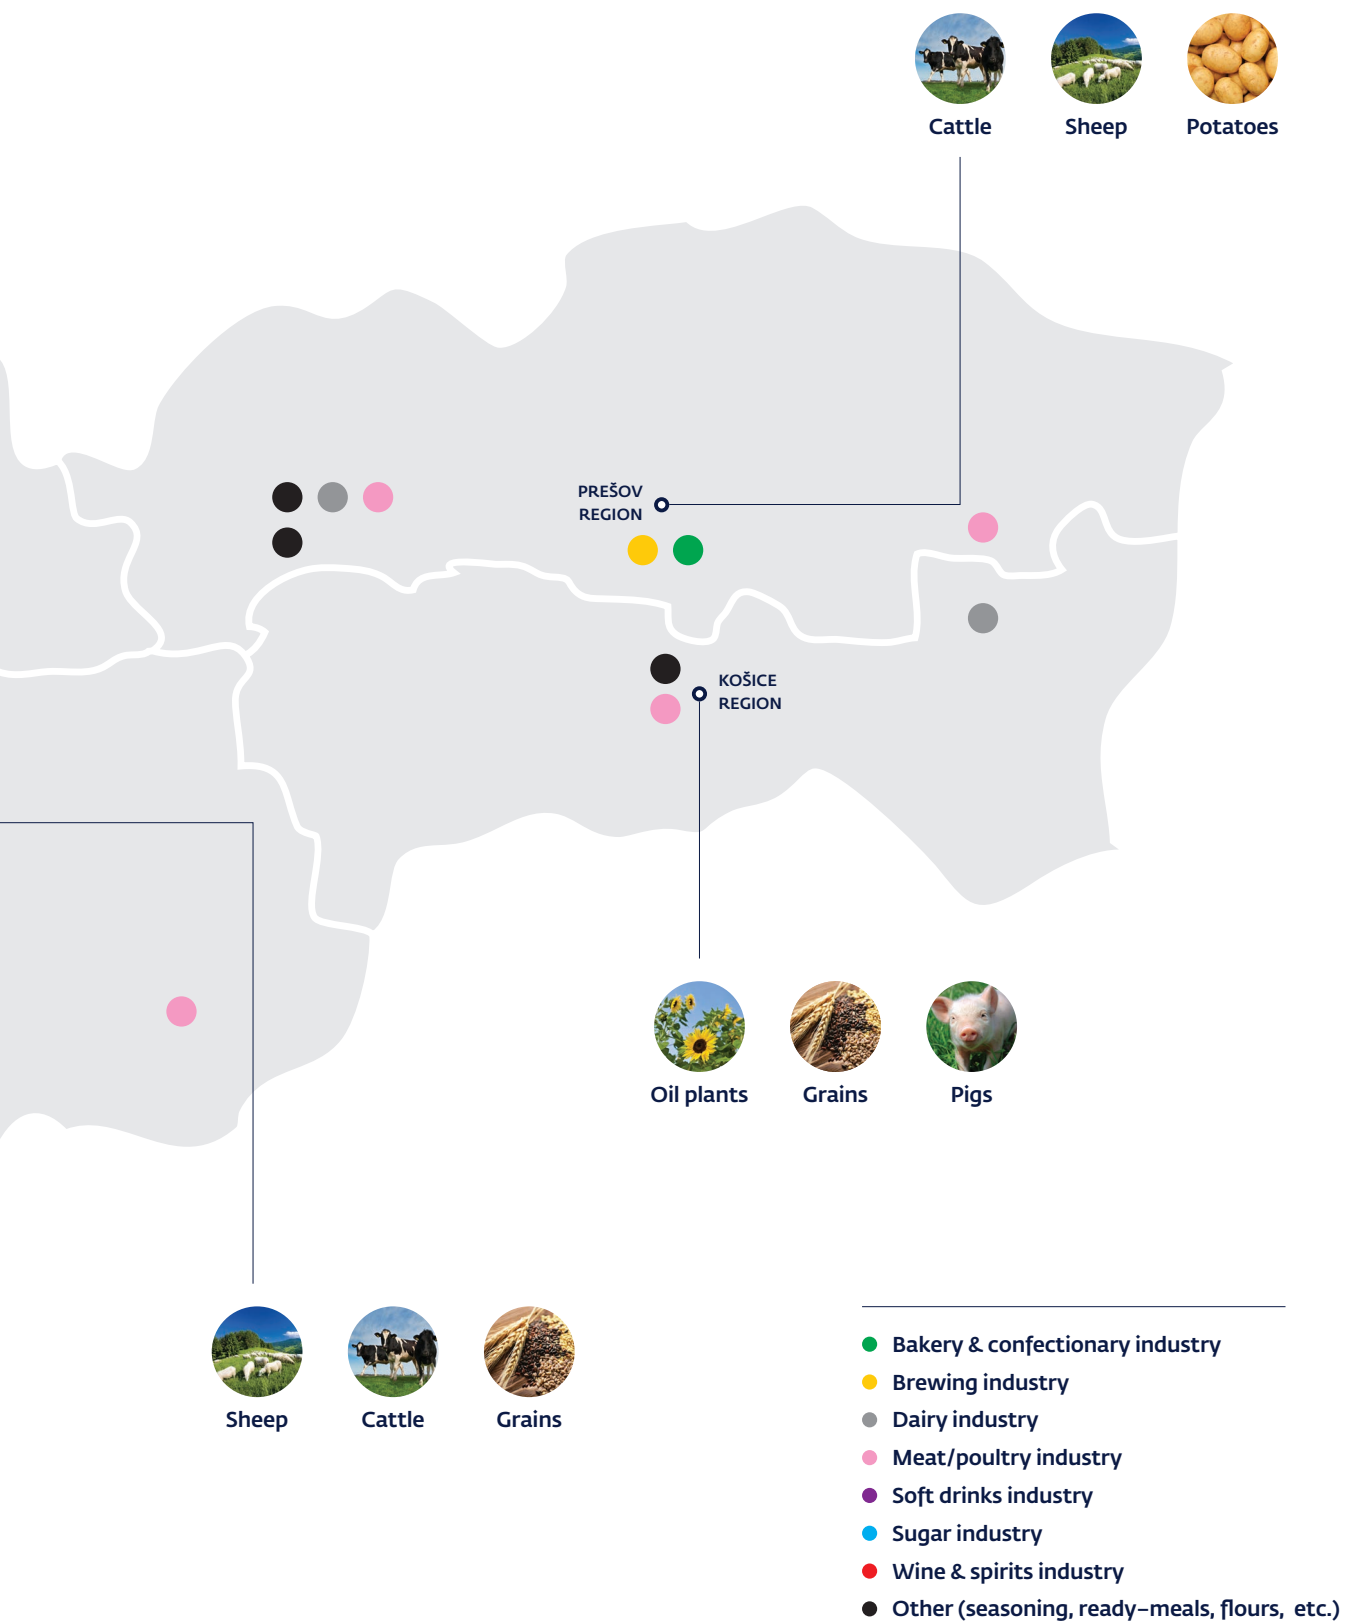 Cattle
Sheep
Potatoes
PREŠOV
REGION
KOŠICE
REGION
Oil plants
Grains
Pigs
Sheep
Cattle
Grains
Bakery & confectionary industry
Brewing industry
Dairy industry
Meat/poultry industry
Soft drinks industry
Sugar industry
Wine & spirits industry
Other (seasoning, ready–meals, flours, etc.)